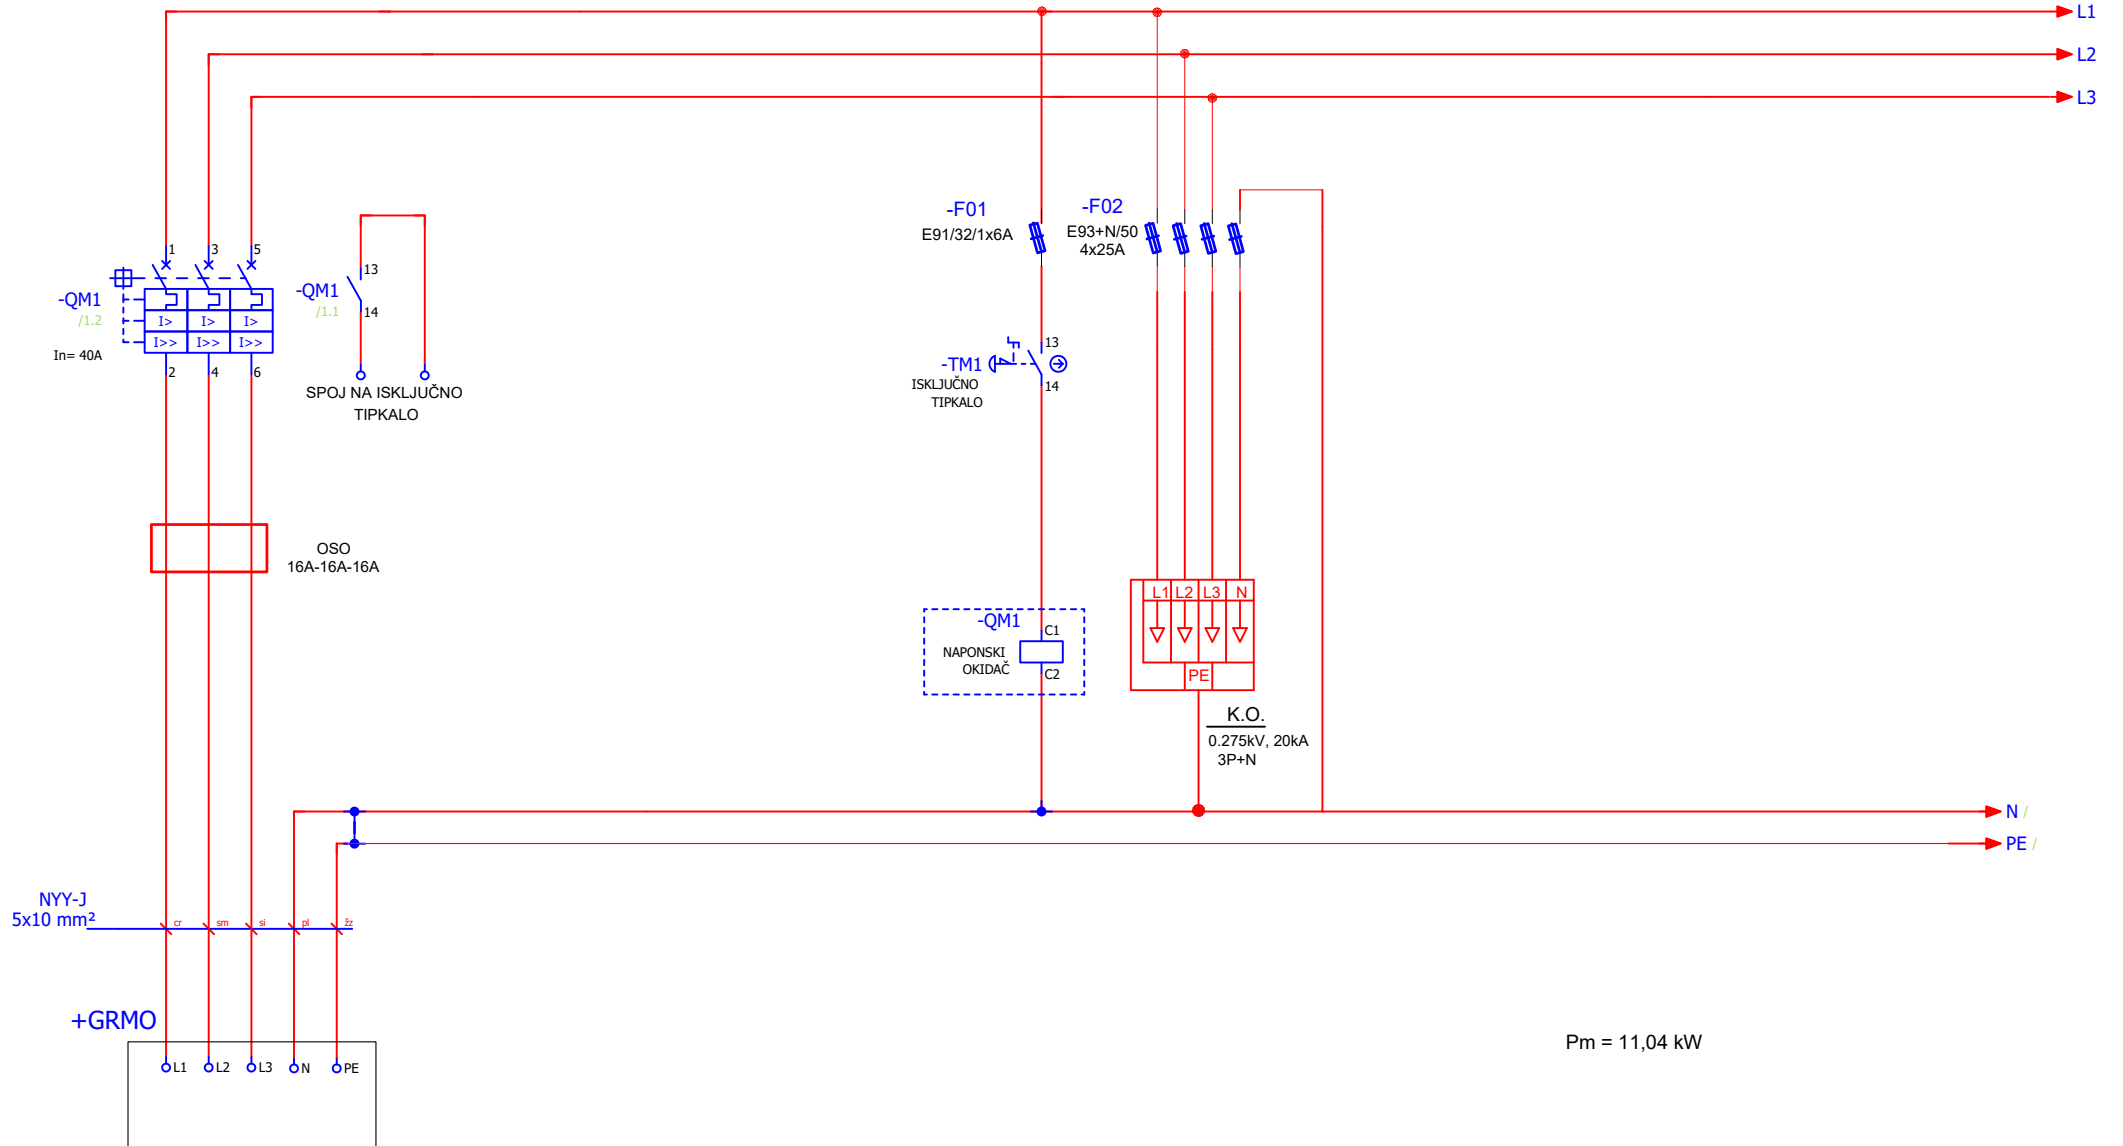 L1
L2
L3
-F01
E91/32/1x6A
-F02
E93+N/50
4x25A
1
3
5
-QM1
/1.2
In= 40A
I>
I>
I>
I>>
I>>
I>>
2
4
6
13
-QM1
/1.1
14
SPOJ NA ISKLJUČNO
TIPKALO
13
-TM1
14
ISKLJUČNO
TIPKALO
OSO
16A-16A-16A
L1
L2
L3
N
-QM1
C1
NAPONSKI
OKIDAČ
C2
PE
K.O.
0.275kV, 20kA
3P+N
N /
PE /
NYY-J
5x10 mm²
cr
sm
si
pl
žz
+GRMO
L1
L2
L3
N
PE
Pm = 11,04 kW